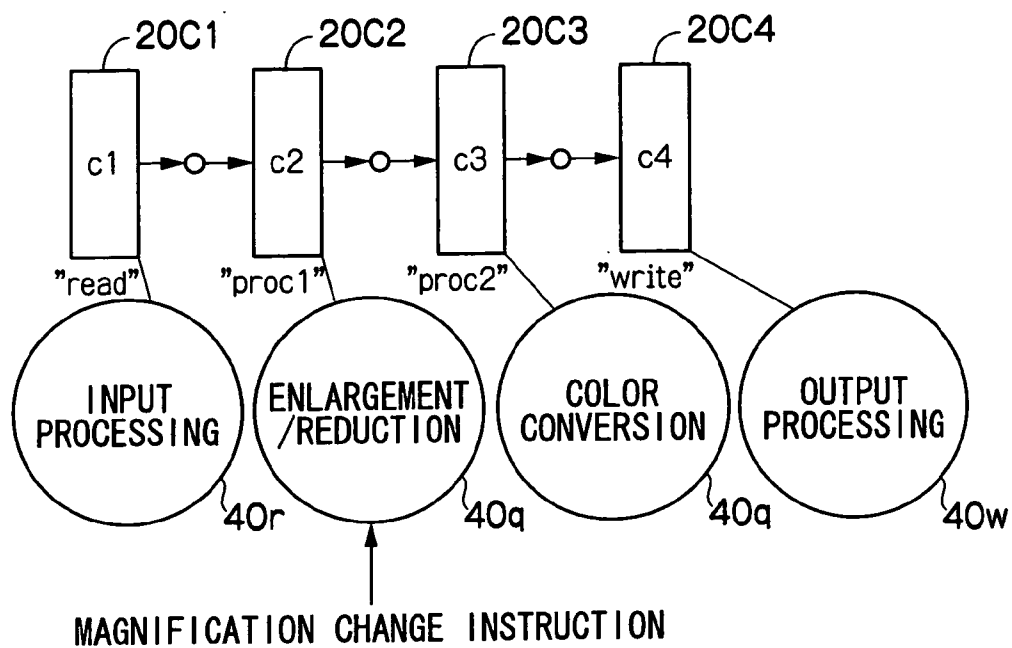 20C1 20C2 20C3 20C4
c1 c2 c3 c4
"read" "proc1" "proc2" "write"
INPUT
PROCESSING
ENLARGEMENT
/REDUCTION
COLOR
CONVERSION
OUTPUT
PROCESSING
40r 40q 40q 40w
MAGNIFICATION CHANGE INSTRUCTION